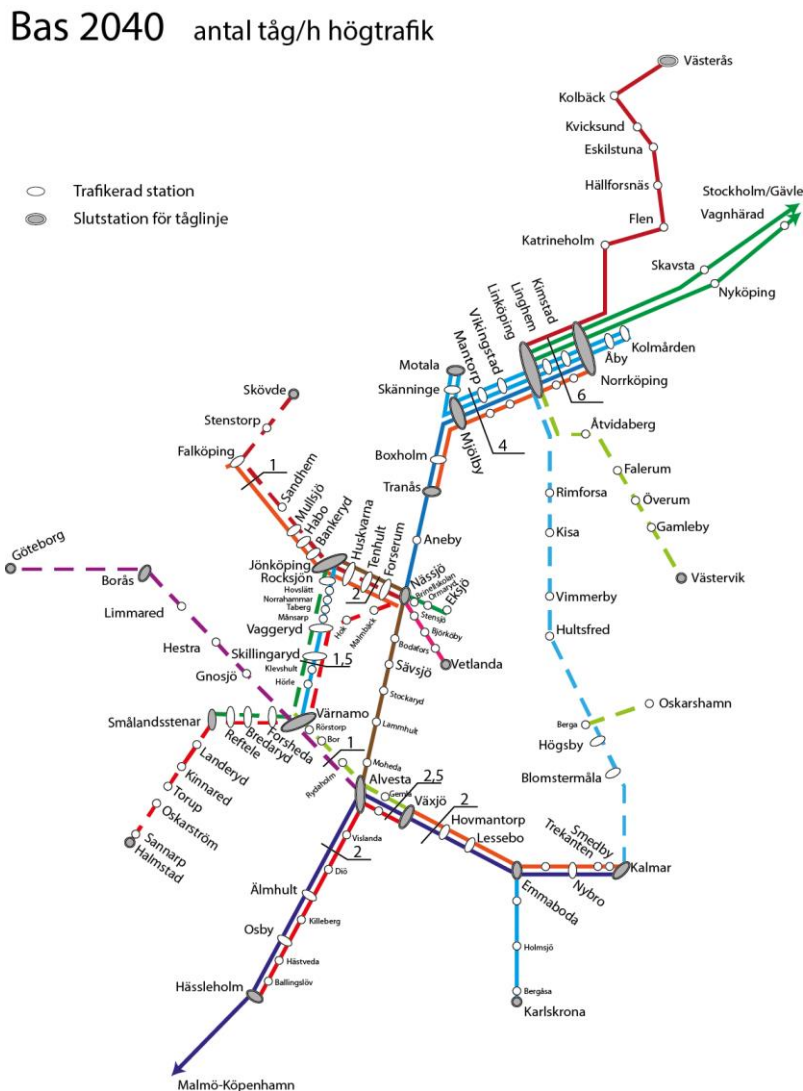 Bas 2040 antal tåg/h högtrafik
Trafikerad station
Slutstation för tåglinje
Västerås
Kolbäck
Kvicksund
Eskilstuna
Hällforsnäs
Flen
Katrineholm
Stockholm/Gävle
Vagnhärad
Skavsta
Nyköping
Kimstad
Linghem
Linköping
Vikingstad
Mantorp
Kolmården
Åby
Norrköping
6
4
Motala
Skänninge
Mjölby
Boxholm
Tranås
Aneby
Åtvidaberg
Falerum
Överum
Gamleby
Västervik
Rimforsa
Kisa
Vimmerby
Hultsfred
Berga
Oskarshamn
Högsby
Blomstermåla
Skövde
Stenstorp
Falköping
1
Sandhem
Mullsjö
Habo
Bankeryd
Huskvarna
Tenhult
Forserum
2
Jönköping
Rocksjön
Hovslätt
Norrahammar
Taberg
Månsarp
Vaggeryd
Skillingaryd
Klevshult
Hörle
1,5
Hok
Malmbäck
Nässjö
Brinellskolan
Ormaryd
Eksjö
Stensjö
Björköby
Vetlanda
Bodafors
Sävsjö
Stockaryd
Lammhult
Moheda
Göteborg
Borås
Limmared
Hestra
Gnosjö
Smålandsstenar
Värnamo
Forsheda
Bredaryd
Reftele
Landeryd
Kinnared
Torup
Oskarström
Sannarp
Halmstad
Rörstorp
Bor
Rydaholm
1
Alvesta
Gemla
2,5
Växjö
2
Hovmantorp
Lessebo
Smedby
Trekanten
Kalmar
Nybro
Emmaboda
Vislanda
2
Diö
Älmhult
Killeberg
Osby
Hästveda
Ballingslöv
Hässleholm
Holmsjö
Bergåsa
Karlskrona
Malmö-Köpenhamn